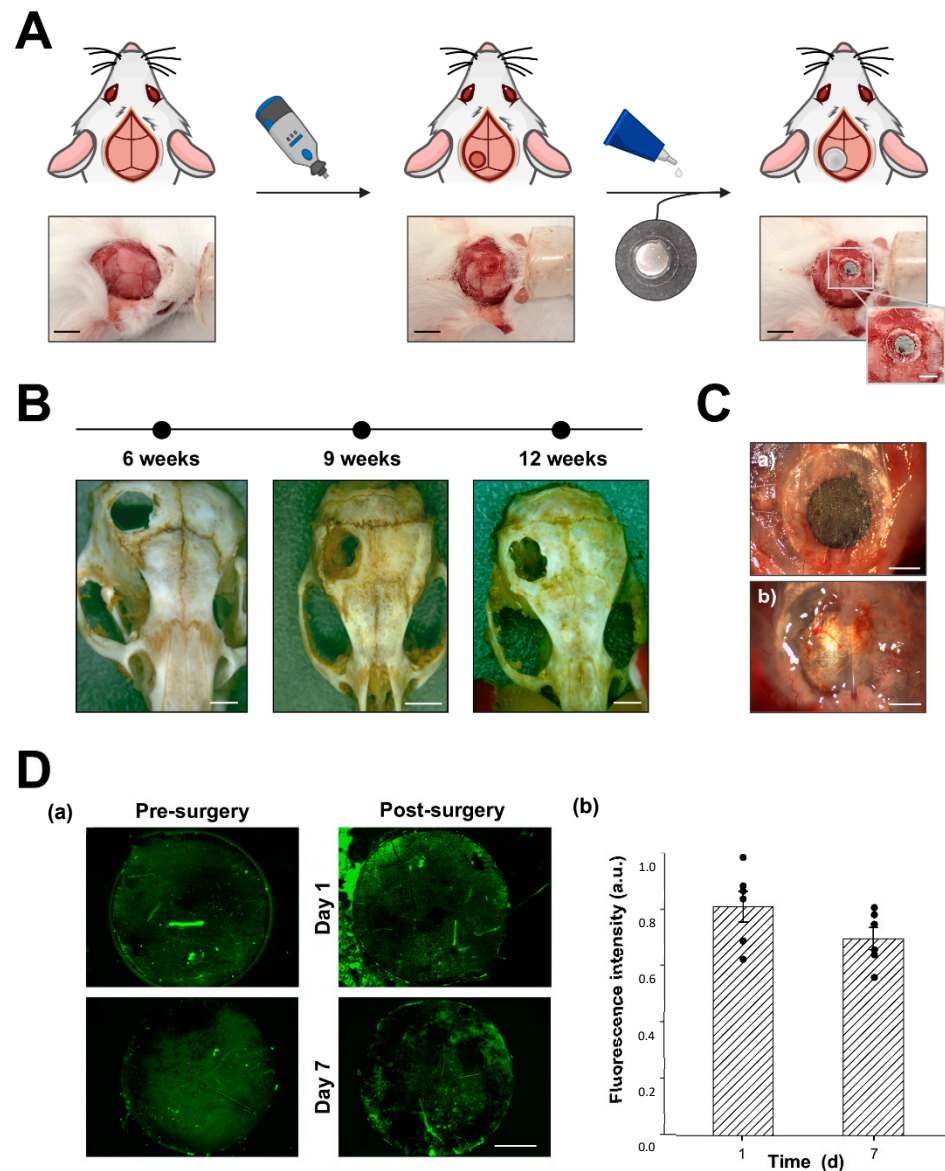 A
B
6 weeks
9 weeks
12 weeks
C
a)
b)
D
(a)
Pre-surgery
Post-surgery
Day 1
Day 7
(b)
Fluorescence intensity (a.u.)
1.0
0.8
0.6
0.4
0.2
0.0
1
7
Time (d)